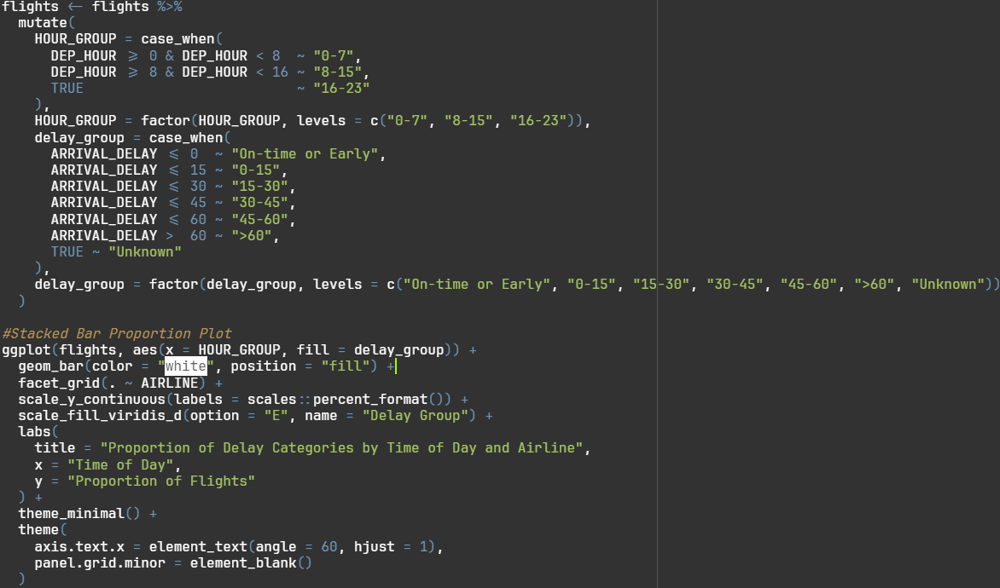 flights <- flights %>%
  mutate(
    HOUR_GROUP = case_when(
      DEP_HOUR >= 0 & DEP_HOUR < 8  ~ "0-7",
      DEP_HOUR >= 8 & DEP_HOUR < 16 ~ "8-15",
      TRUE                          ~ "16-23"
    ),
    HOUR_GROUP = factor(HOUR_GROUP, levels = c("0-7", "8-15", "16-23")),
    delay_group = case_when(
      ARRIVAL_DELAY <= 0  ~ "On-time or Early",
      ARRIVAL_DELAY <= 15 ~ "0-15",
      ARRIVAL_DELAY <= 30 ~ "15-30",
      ARRIVAL_DELAY <= 45 ~ "30-45",
      ARRIVAL_DELAY <= 60 ~ "45-60",
      ARRIVAL_DELAY >  60 ~ ">60",
      TRUE ~ "Unknown"
    ),
    delay_group = factor(delay_group, levels = c("On-time or Early", "0-15", "15-30", "30-45", "45-60", ">60", "Unknown"))
  )
#Stacked Bar Proportion Plot
ggplot(flights, aes(x = HOUR_GROUP, fill = delay_group)) +
  geom_bar(color = "white", position = "fill") +
  facet_grid(. ~ AIRLINE) +
  scale_y_continuous(labels = scales::percent_format()) +
  scale_fill_viridis_d(option = "E", name = "Delay Group") +
  labs(
    title = "Proportion of Delay Categories by Time of Day and Airline",
    x = "Time of Day",
    y = "Proportion of Flights"
  ) +
  theme_minimal() +
  theme(
    axis.text.x = element_text(angle = 60, hjust = 1),
    panel.grid.minor = element_blank()
  )